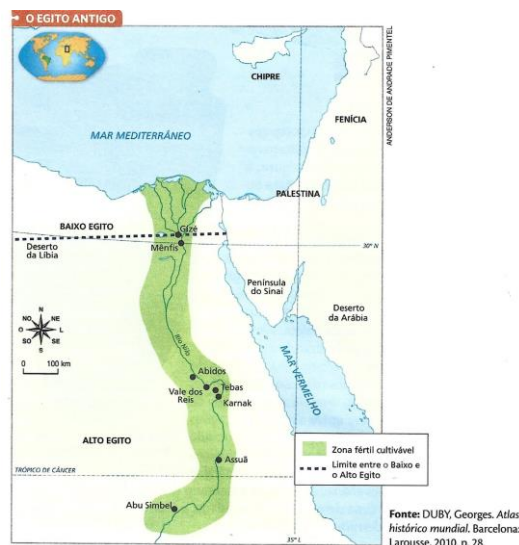 O EGITO ANTIGO
ANDERSON DE ANDRADE PIMENTEL
CHIPRE
FENÍCIA
MAR MEDITERRÂNEO
PALESTINA
BAIXO EGITO
Gizé
Mênfis
Deserto
da Líbia
30° N
Península
do Sinai
Deserto
da Arábia
NO N NE
O L
SO S SE
0 100 km
Rio Nilo
MAR VERMELHO
Abidos
Vale dos
Reis
Tebas
Karnak
ALTO EGITO
Assuã
TRÓPICO DE CÂNCER
Abu Simbel
35° L
Zona fértil cultivável
Limite entre o Baixo e
o Alto Egito
Fonte: DUBY, Georges. Atlas
histórico mundial. Barcelona:
Larousse, 2010. p. 28